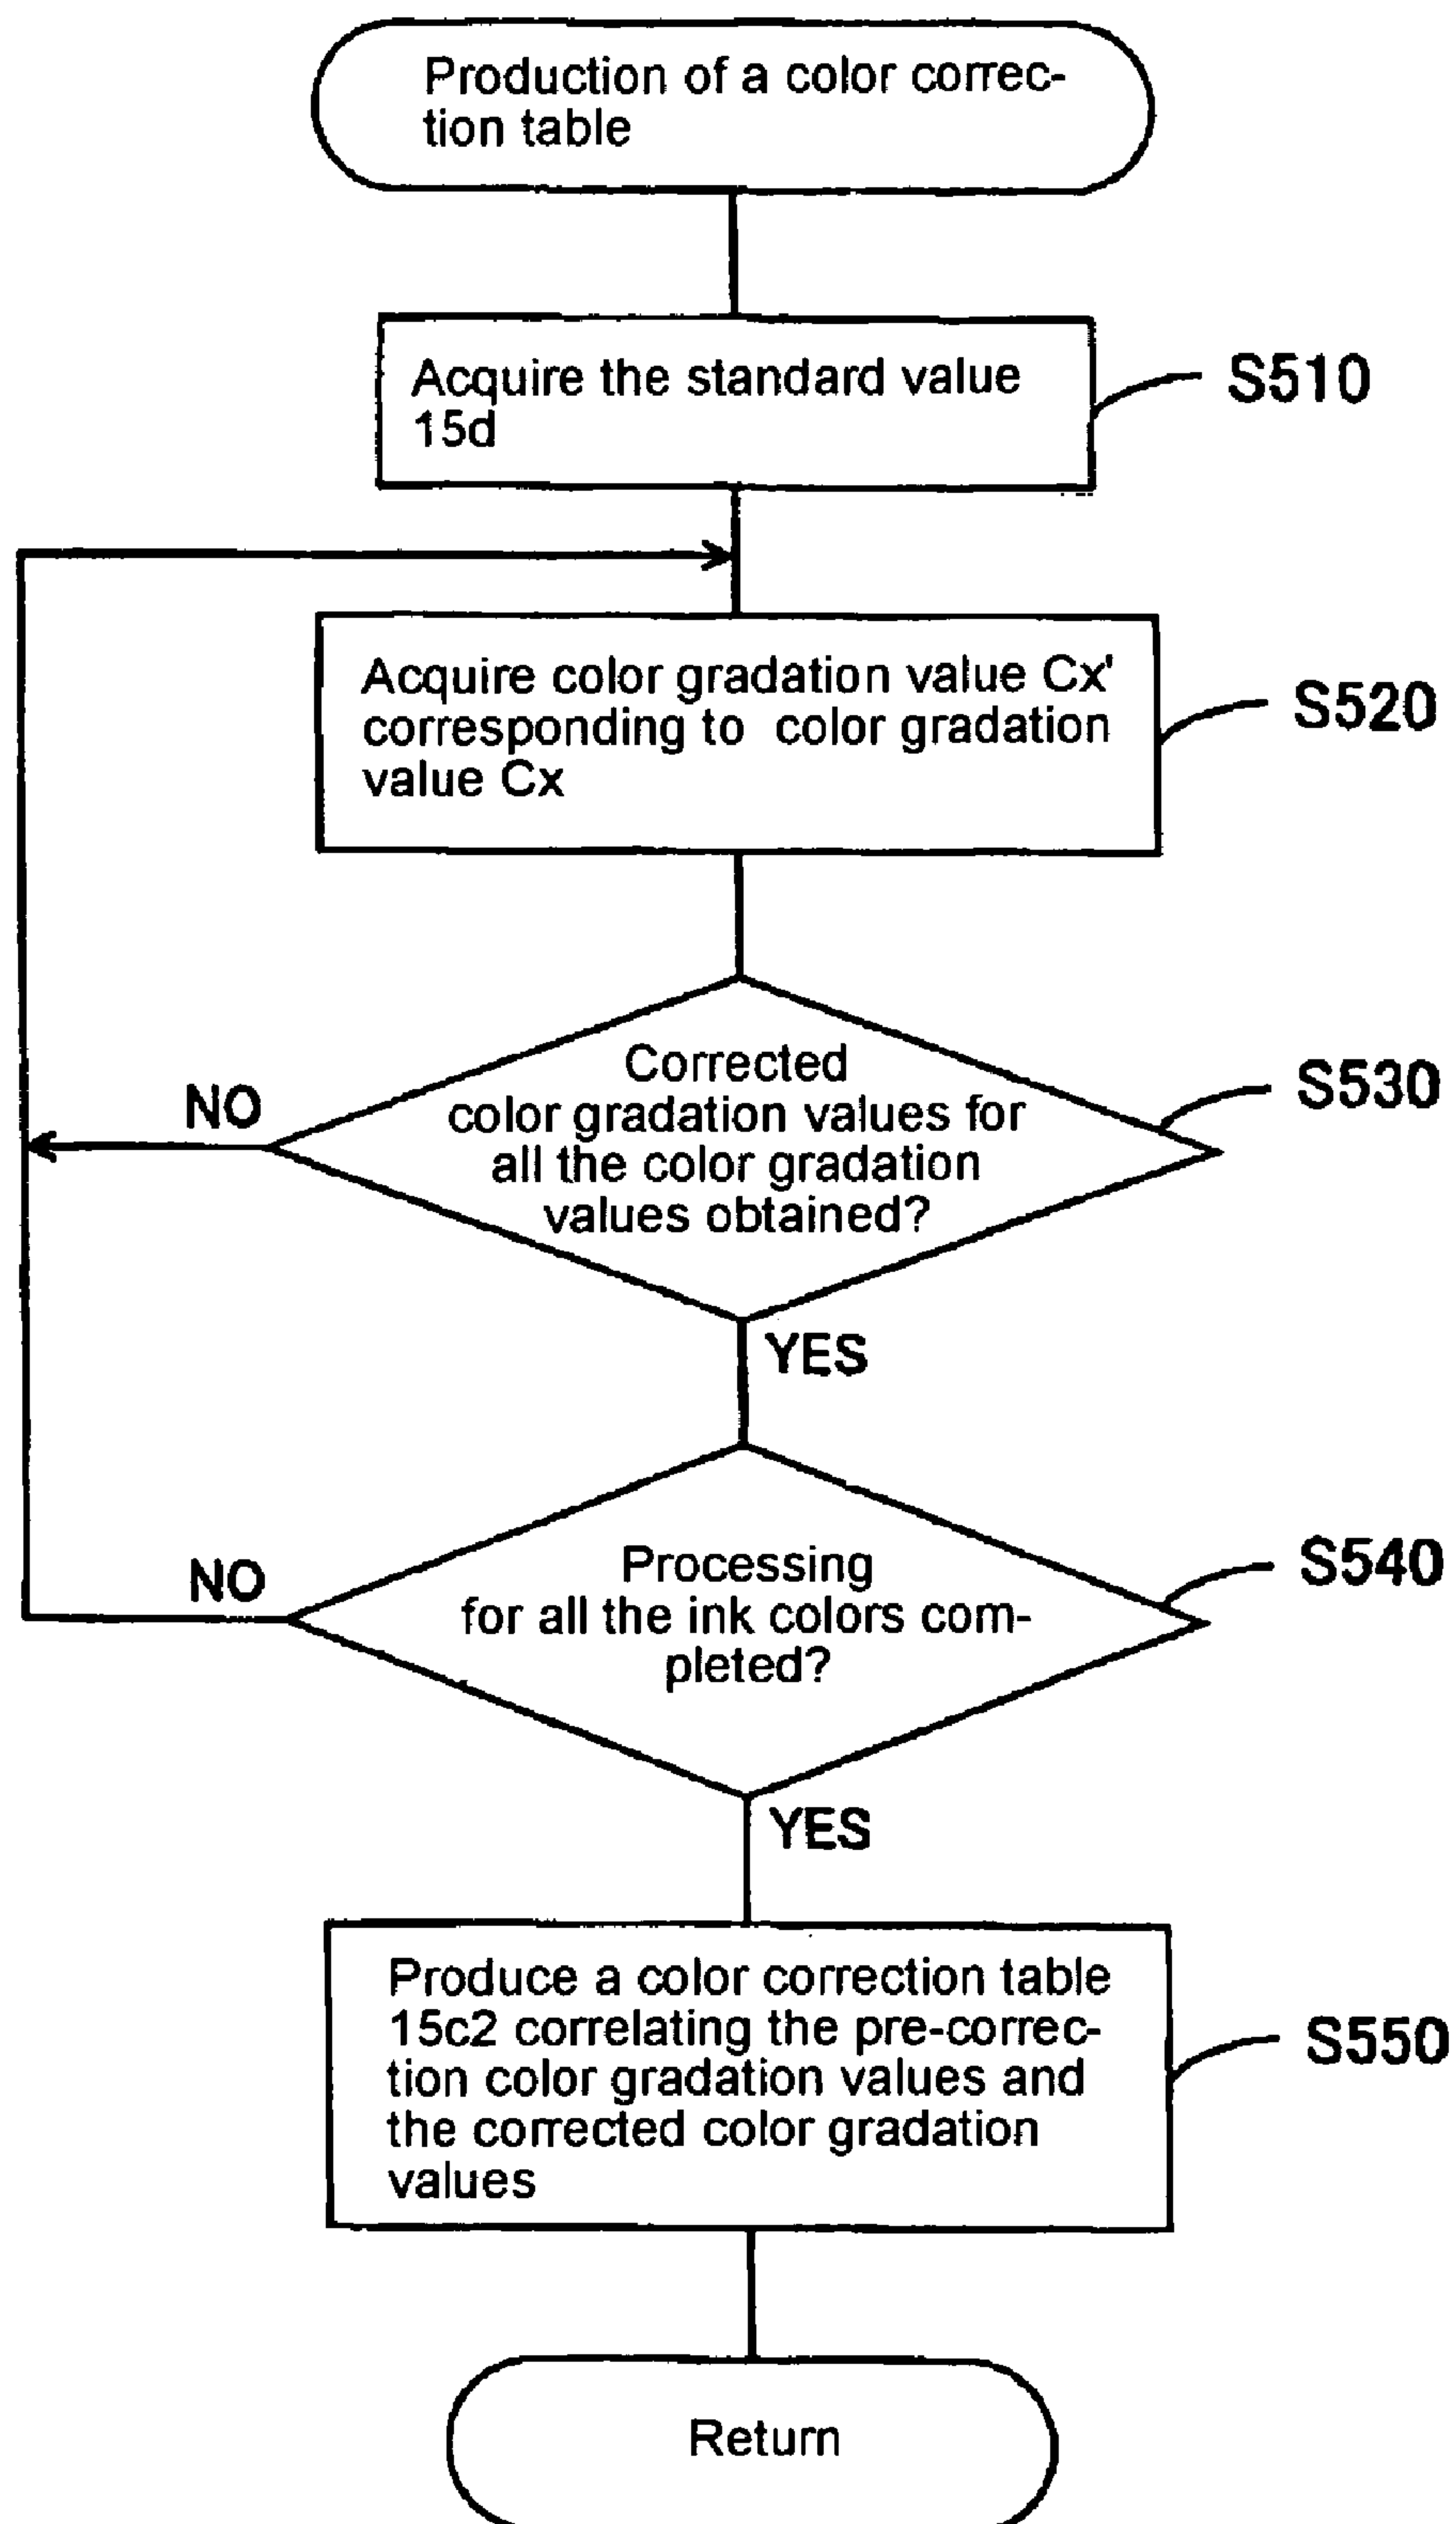 Production of a color correc-
tion table
Acquire the standard value
15d
S510
Acquire color gradation value Cx'
corresponding to color gradation
value Cx
S520
Corrected
color gradation values for
all the color gradation
values obtained?
S530
NO
YES
Processing
for all the ink colors com-
pleted?
S540
NO
YES
Produce a color correction table
15c2 correlating the pre-correc-
tion color gradation values and
the corrected color gradation
values
S550
Return